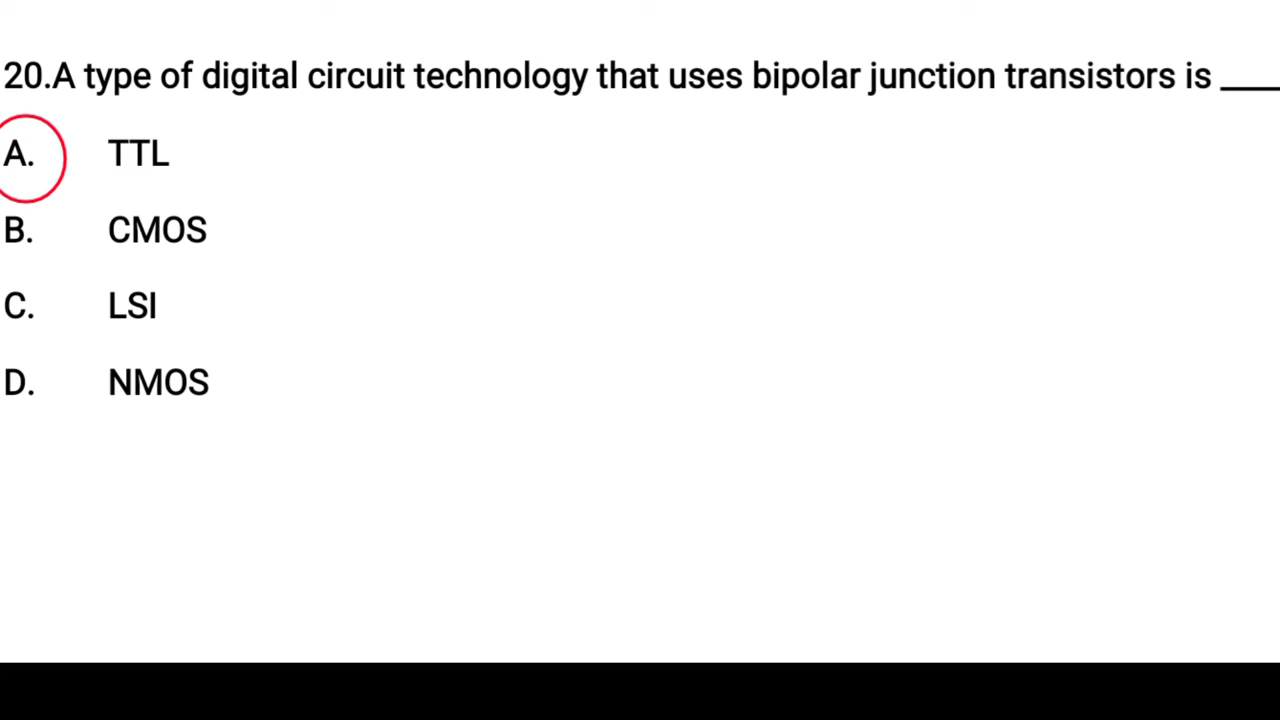 20.A type of digital circuit technology that uses bipolar junction transistors is ____
A. TTL
B. CMOS
C. LSI
D. NMOS